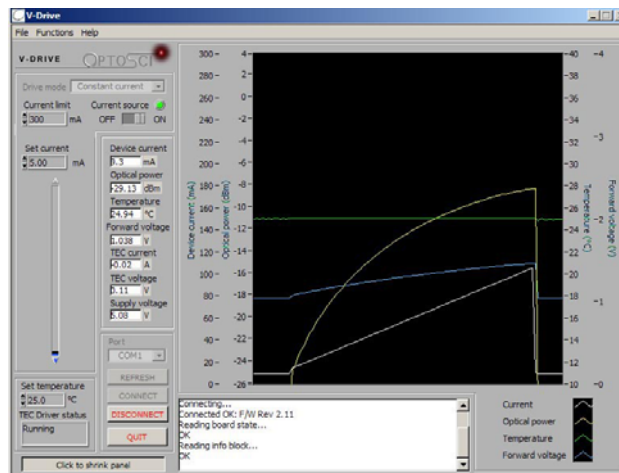 V-Drive
File Functions Help
V-DRIVE OPTOSCI
Drive mode Constant current
Current limit Current source
300 mA OFF ON
Set current
5.00 mA
Device current
mA
Optical power
-29.13 dBm
Temperature
24.94 °C
Forward voltage
1.038 V
TEC current
-0.02 A
TEC voltage
V
Supply voltage
5.08 V
Port
COM1
REFRESH
CONNECT
DISCONNECT
QUIT
Set temperature
25.0 °C
TEC Driver status
Running
Click to shrink panel
Device current (mA)
300
280
260
240
220
200
180
160
140
120
100
80
60
40
20
0
Optical power (dBm)
4
2
0
-2
-4
-6
-8
-10
-12
-14
-16
-18
-20
-22
-24
-26
Temperature (°C)
40
38
36
34
32
30
28
26
24
22
20
18
16
14
12
10
Forward voltage (V)
4
3
2
1
0
Connecting...
Connected OK: F/W Rev 2.11
Reading board state...
OK
Reading info block...
OK
Current
Optical power
Temperature
Forward voltage